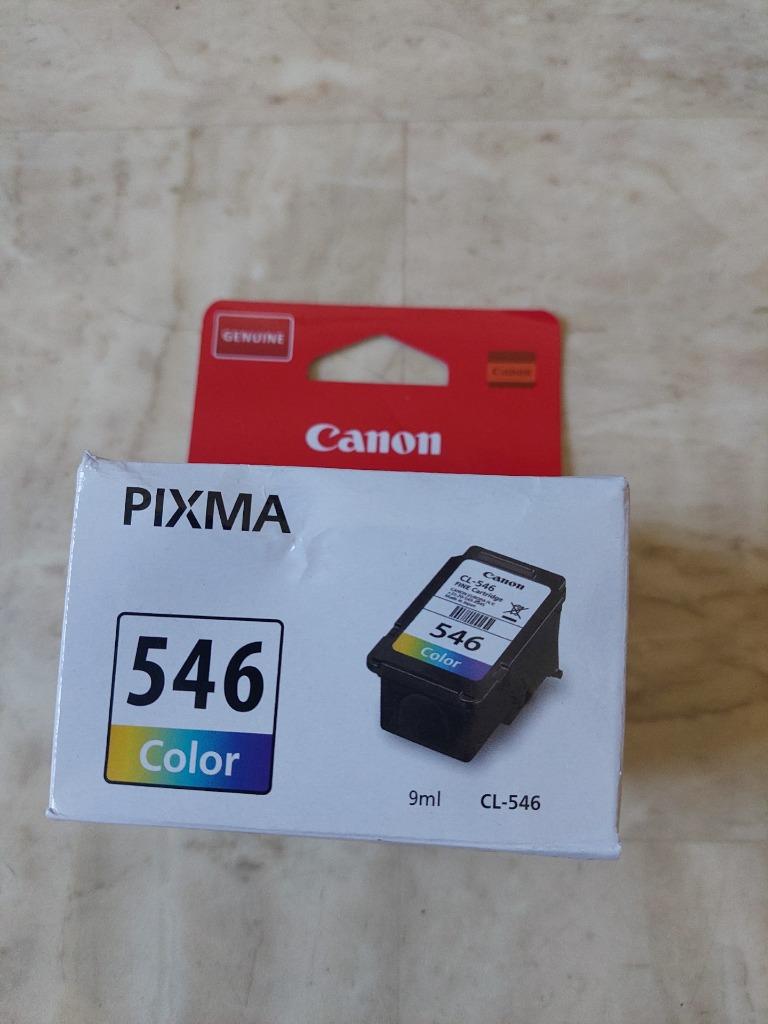 GENUINE
Canon
Canon
PIXMA
546
Color
Canon
CL-546
FINE Cartridge
546
Color
9ml
CL-546